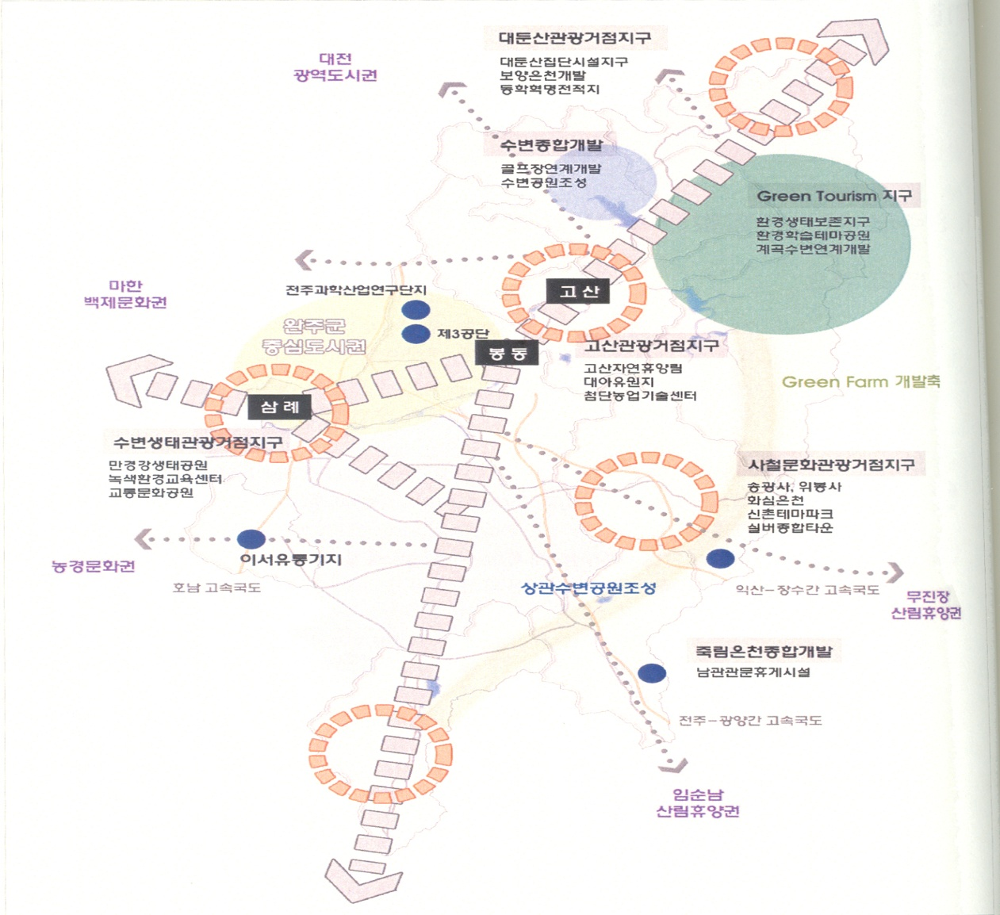 대둔산관광거점지구
대둔산집단시설지구
보양온천개발
동학혁명전적지
대전
광역도시권
수변종합개발
골프장연계개발
수변공원조성
Green Tourism 지구
환경생태보존지구
환경학습테마공원
계곡수변연계개발
마한
백제문화권
전주과학산업연구단지
고산
완주군
중심도시권
제3공단
봉동
고산관광거점지구
고산자연휴양림
대아유원지
첨단농업기술센터
Green Farm 개발축
삼례
수변생태관광거점지구
만경강생태공원
녹색환경교육센터
교통문화공원
사철문화관광거점지구
송광사, 위봉사
화심온천
신촌테마파크
실버종합타운
이서유통기지
농경문화권
호남 고속국도
상관수변공원조성
익산-장수간 고속국도
무진장
산림휴양권
죽림온천종합개발
남관관문휴게시설
전주-광양간 고속국도
임순남
산림휴양권